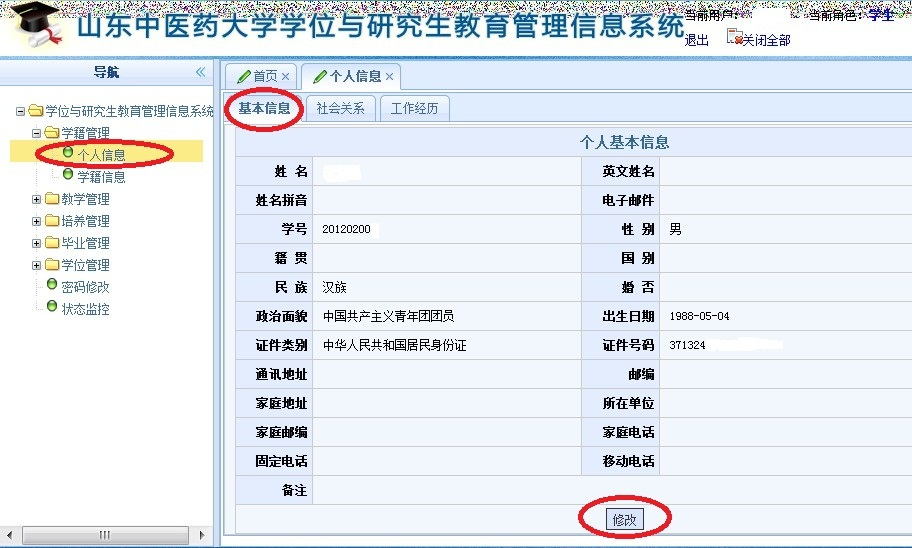 山东中医药大学学位与研究生教育管理信息系统
当前用户:
当前角色: 学生
退出 关闭全部
导航
首页 个人信息
基本信息 社会关系 工作经历
学位与研究生教育管理信息系统
学籍管理
个人信息
学籍信息
教学管理
培养管理
毕业管理
学位管理
密码修改
状态监控
个人基本信息
姓 名 英文姓名
姓名拼音 电子邮件
学号 20120200 性 别 男
籍 贯 国 别
民 族 汉族 婚 否
政治面貌 中国共产主义青年团团员 出生日期 1988-05-04
证件类别 中华人民共和国居民身份证 证件号码 371324
通讯地址 邮编
家庭地址 所在单位
家庭邮编 家庭电话
固定电话 移动电话
备注
修改